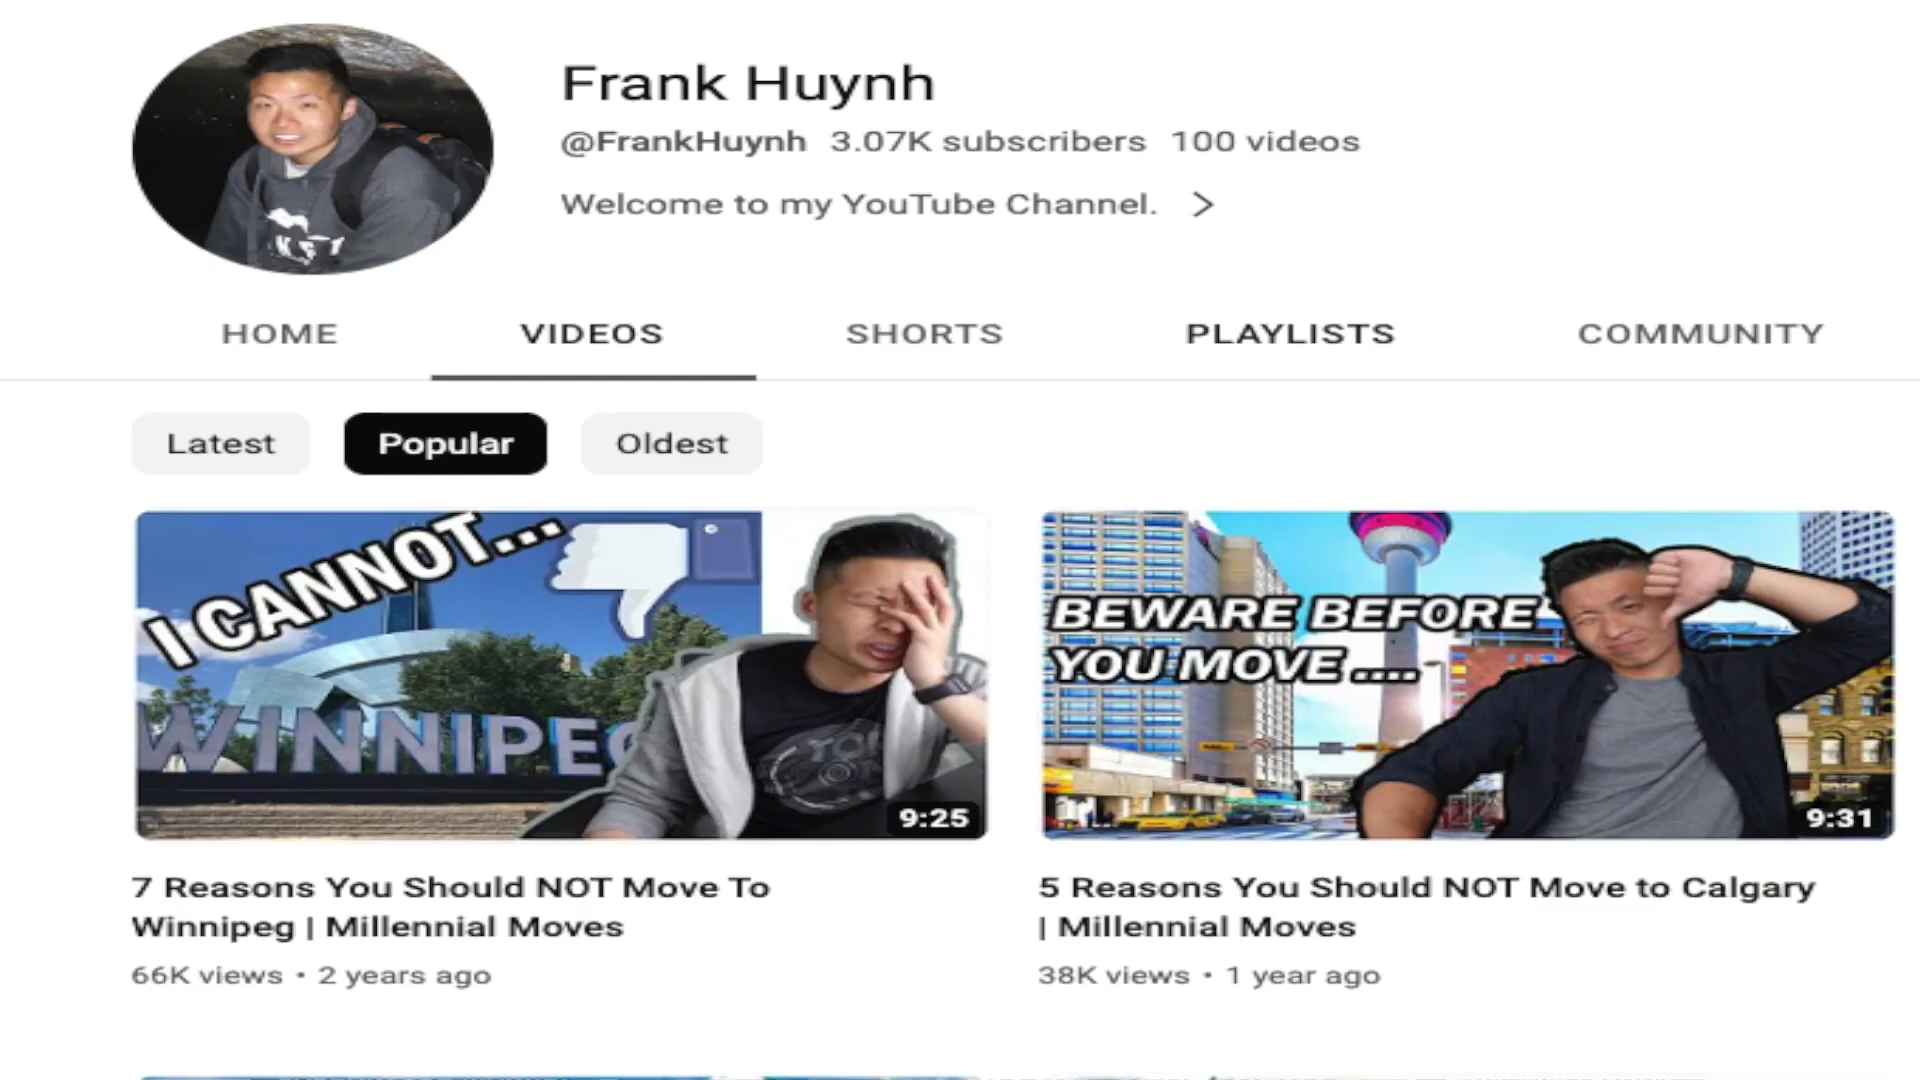 Frank Huynh
@FrankHuynh 3.07K subscribers 100 videos
Welcome to my YouTube Channel. >
HOME VIDEOS SHORTS PLAYLISTS COMMUNITY
Latest Popular Oldest
I CANNOT...
WINNIPEG
9:25
BEWARE BEFORE
YOU MOVE ....
9:31
7 Reasons You Should NOT Move To
Winnipeg | Millennial Moves
66K views • 2 years ago
5 Reasons You Should NOT Move to Calgary
| Millennial Moves
38K views • 1 year ago